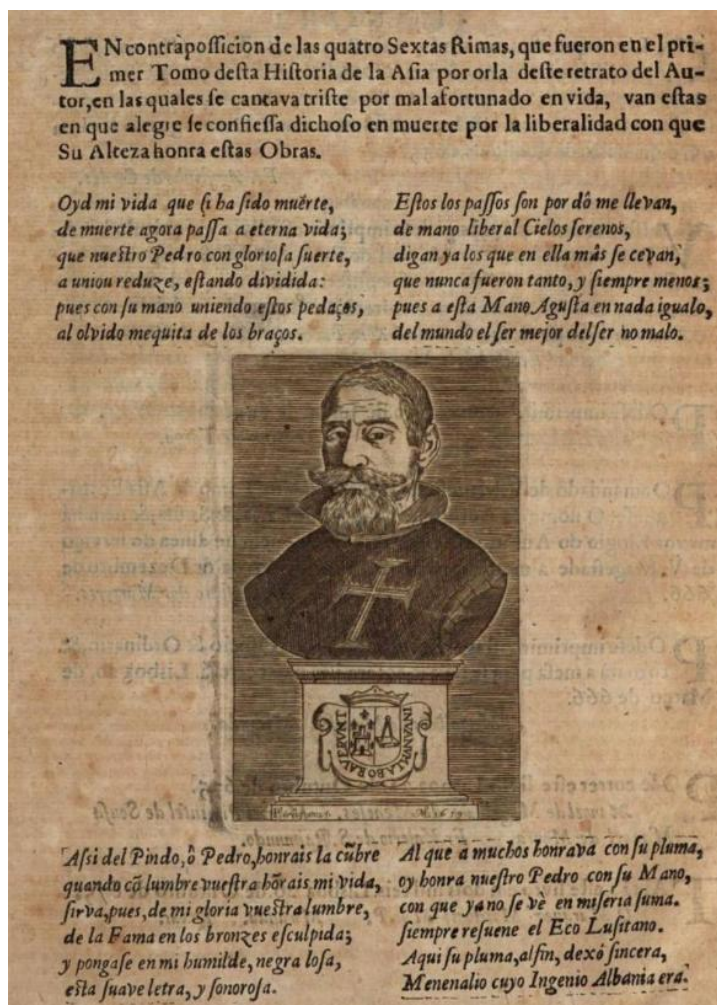 EN contraposſicion de las quatro Sextas Rimas, que fueron en el pri-
mer Tomo deſta Hiſtoria de la Aſia por orla deſte retrato del Au-
tor, en las quales ſe cantava triſte por mal afortunado en vida, van eſtas
en que alegre ſe confieſſa dichoſo en muerte por la liberalidad con que
Su Alteza honra eſtas Obras.
Oyd mi vida que ſi ha ſido muerte,
de muerte agora paſſa a eterna vida;
que nueſtro Pedro con glorioſa ſuerte,
a union reduze, eſtando dividida:
pues con ſu mano uniendo eſtos pedaços,
al olvido mequita de los braços.
Eſtos los paſſos ſon por dô me llevan,
de mano liberal Cielos ſerenos,
digan ya los que en ella más ſe cevan,
que nunca fueron tanto, y ſiempre menos;
pues a eſta Mano Aguſta en nada igualo,
del mundo el ſer mejor del ſer no malo.
IN VANUM LABORAVERUNT
Aſsi del Pindo, ô Pedro, honrais la cũbre
quando cõ lumbre vueſtra hõrais mi vida,
ſirva, pues, de mi gloria vueſtra lumbre,
de la Fama en los bronzes eſculpida;
y pongaſe en mi humilde, negra loſa,
eſta ſuave letra, y ſonoroſa.
Al que à muchos honrava con ſu pluma,
oy honra nueſtro Pedro con ſu Mano,
con que ya no ſe vè en miſeria ſuma.
ſiempre reſuene el Eco Luſitano.
Aqui ſu pluma, alfin, dexó ſincera,
Menenalio cuyo Ingenio Albania era.